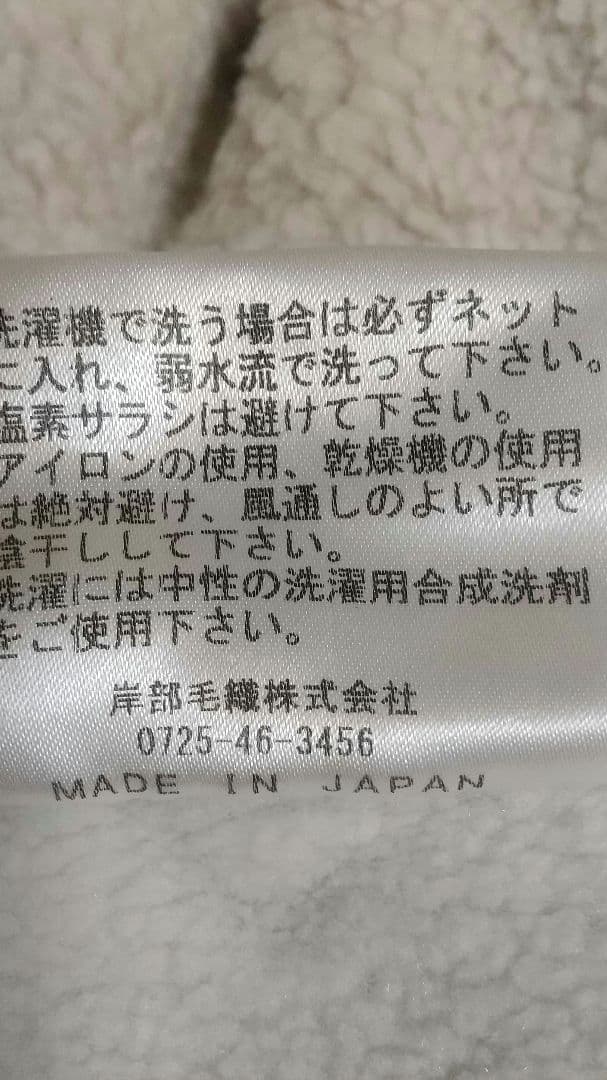 洗濯機で洗う場合は必ずネット
に入れ、弱水流で洗って下さい。
塩素サラシは避けて下さい。
アイロンの使用、乾燥機の使用
は絶対避け、風通しのよい所で
陰干しして下さい。
洗濯には中性の洗濯用合成洗剤
をご使用下さい。
岸部毛織株式会社
0725-46-3456
MADE IN JAPAN